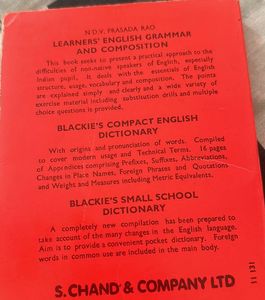 N.D.V. PRASADA RAO
LEARNERS' ENGLISH GRAMMAR
AND COMPOSITION
This book seeks to present a practical approach to the
difficulties of non-native speakers of English, especially
Indian pupil. It deals with the essentials of English
structure, usage, vocabulary and composition. The points
are explained simply and clearly and a wide variety of
exercise material including substitution drills and multiple
choice questions is provided.
BLACKIE'S COMPACT ENGLISH
DICTIONARY
With origins and pronunciation of words. Compiled
to cover modern usage and Technical Terms. 16 pages
of Appendices comprising Prefixes, Suffixes, Abbreviations,
Changes in Place Names, Foreign Phrases and Quotations
and Weight and Measures including Metric Equivalents.
BLACKIE'S SMALL SCHOOL
DICTIONARY
A completely new compilation has been prepared to
take account of the many changes in the English language.
Aim is to provide a convenient pocket dictionary. Foreign
words in common use are included in the main body.
S. CHAND & COMPANY LTD
11 131